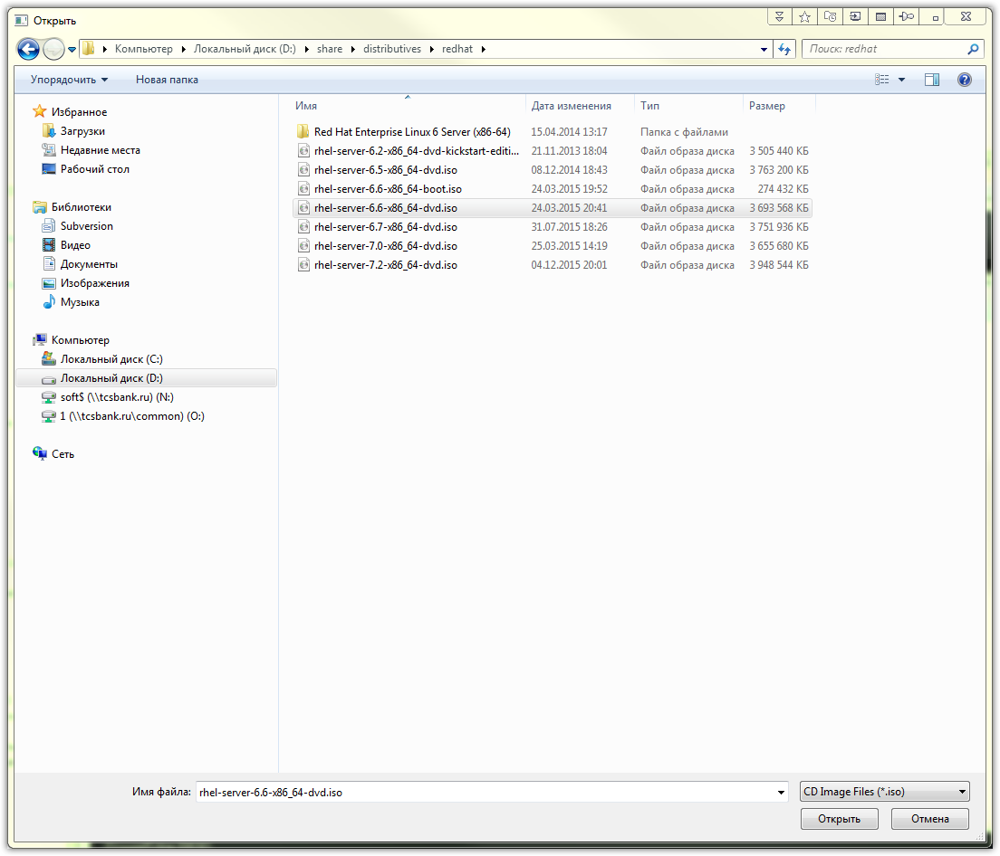 Открыть
Компьютер Локальный диск (D:) share distributives redhat Поиск: redhat
Упорядочить Новая папка
Избранное
Загрузки
Недавние места
Рабочий стол
Библиотеки
Subversion
Видео
Документы
Изображения
Музыка
Компьютер
Локальный диск (C:)
Локальный диск (D:)
soft$ (\\tcsbank.ru) (N:)
1 (\\tcsbank.ru\common) (O:)
Сеть
Имя Дата изменения Тип Размер
Red Hat Enterprise Linux 6 Server (x86-64) 15.04.2014 13:17 Папка с файлами
rhel-server-6.2-x86_64-dvd-kickstart-editi... 21.11.2013 18:04 Файл образа диска 3 505 440 КБ
rhel-server-6.5-x86_64-dvd.iso 08.12.2014 18:43 Файл образа диска 3 763 200 КБ
rhel-server-6.6-x86_64-boot.iso 24.03.2015 19:52 Файл образа диска 274 432 КБ
rhel-server-6.6-x86_64-dvd.iso 24.03.2015 20:41 Файл образа диска 3 693 568 КБ
rhel-server-6.7-x86_64-dvd.iso 31.07.2015 18:26 Файл образа диска 3 751 936 КБ
rhel-server-7.0-x86_64-dvd.iso 25.03.2015 14:19 Файл образа диска 3 655 680 КБ
rhel-server-7.2-x86_64-dvd.iso 04.12.2015 20:01 Файл образа диска 3 948 544 КБ
Имя файла: rhel-server-6.6-x86_64-dvd.iso CD Image Files (*.iso)
Открыть Отмена